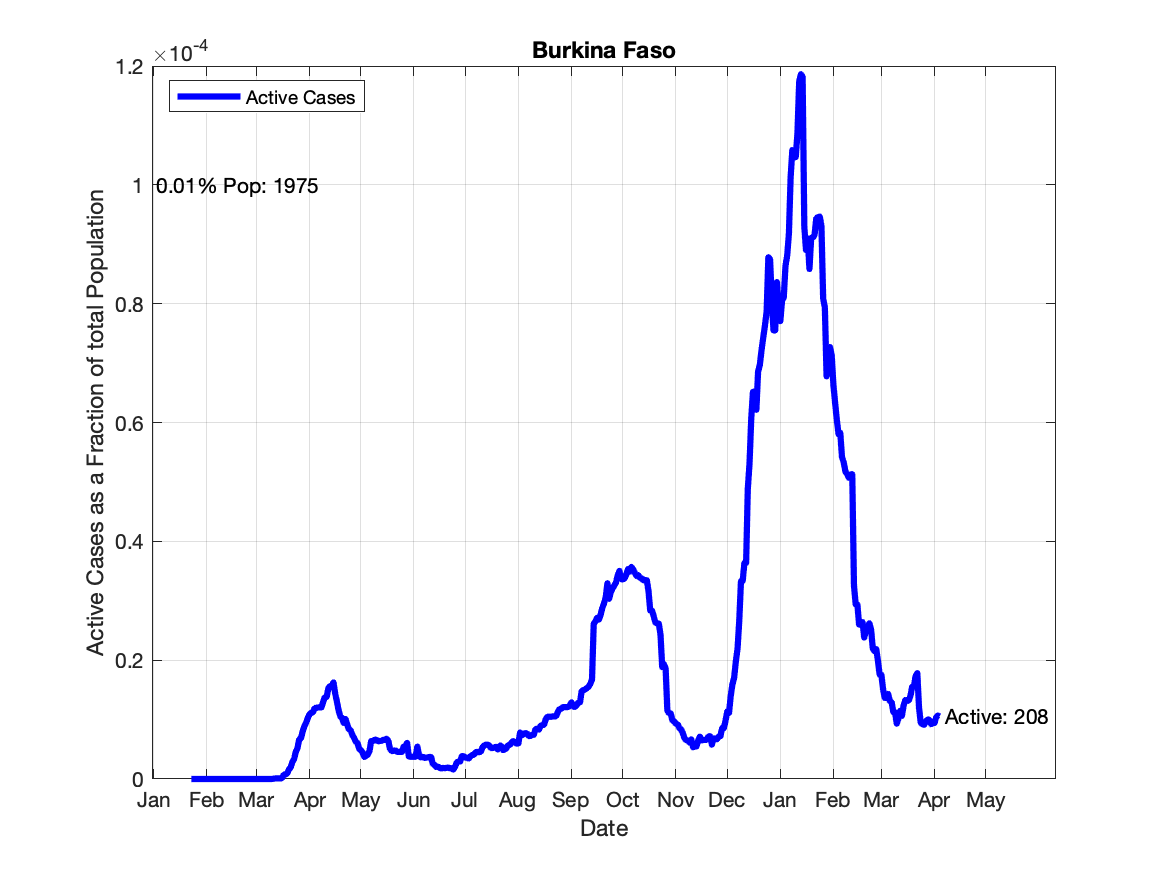 Burkina Faso
×10-4
1.2
1
0.8
0.6
0.4
0.2
0
Active Cases
0.01% Pop: 1975
Active: 208
Active Cases as a Fraction of total Population
Jan Feb Mar Apr May Jun Jul Aug Sep Oct Nov Dec Jan Feb Mar Apr May
Date